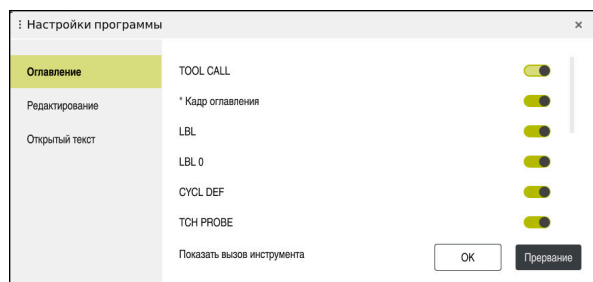 Настройки программы
Оглавление
Редактирование
Открытый текст
TOOL CALL
* Кадр оглавления
LBL
LBL 0
CYCL DEF
TCH PROBE
Показать вызов инструмента
OK
Прервание